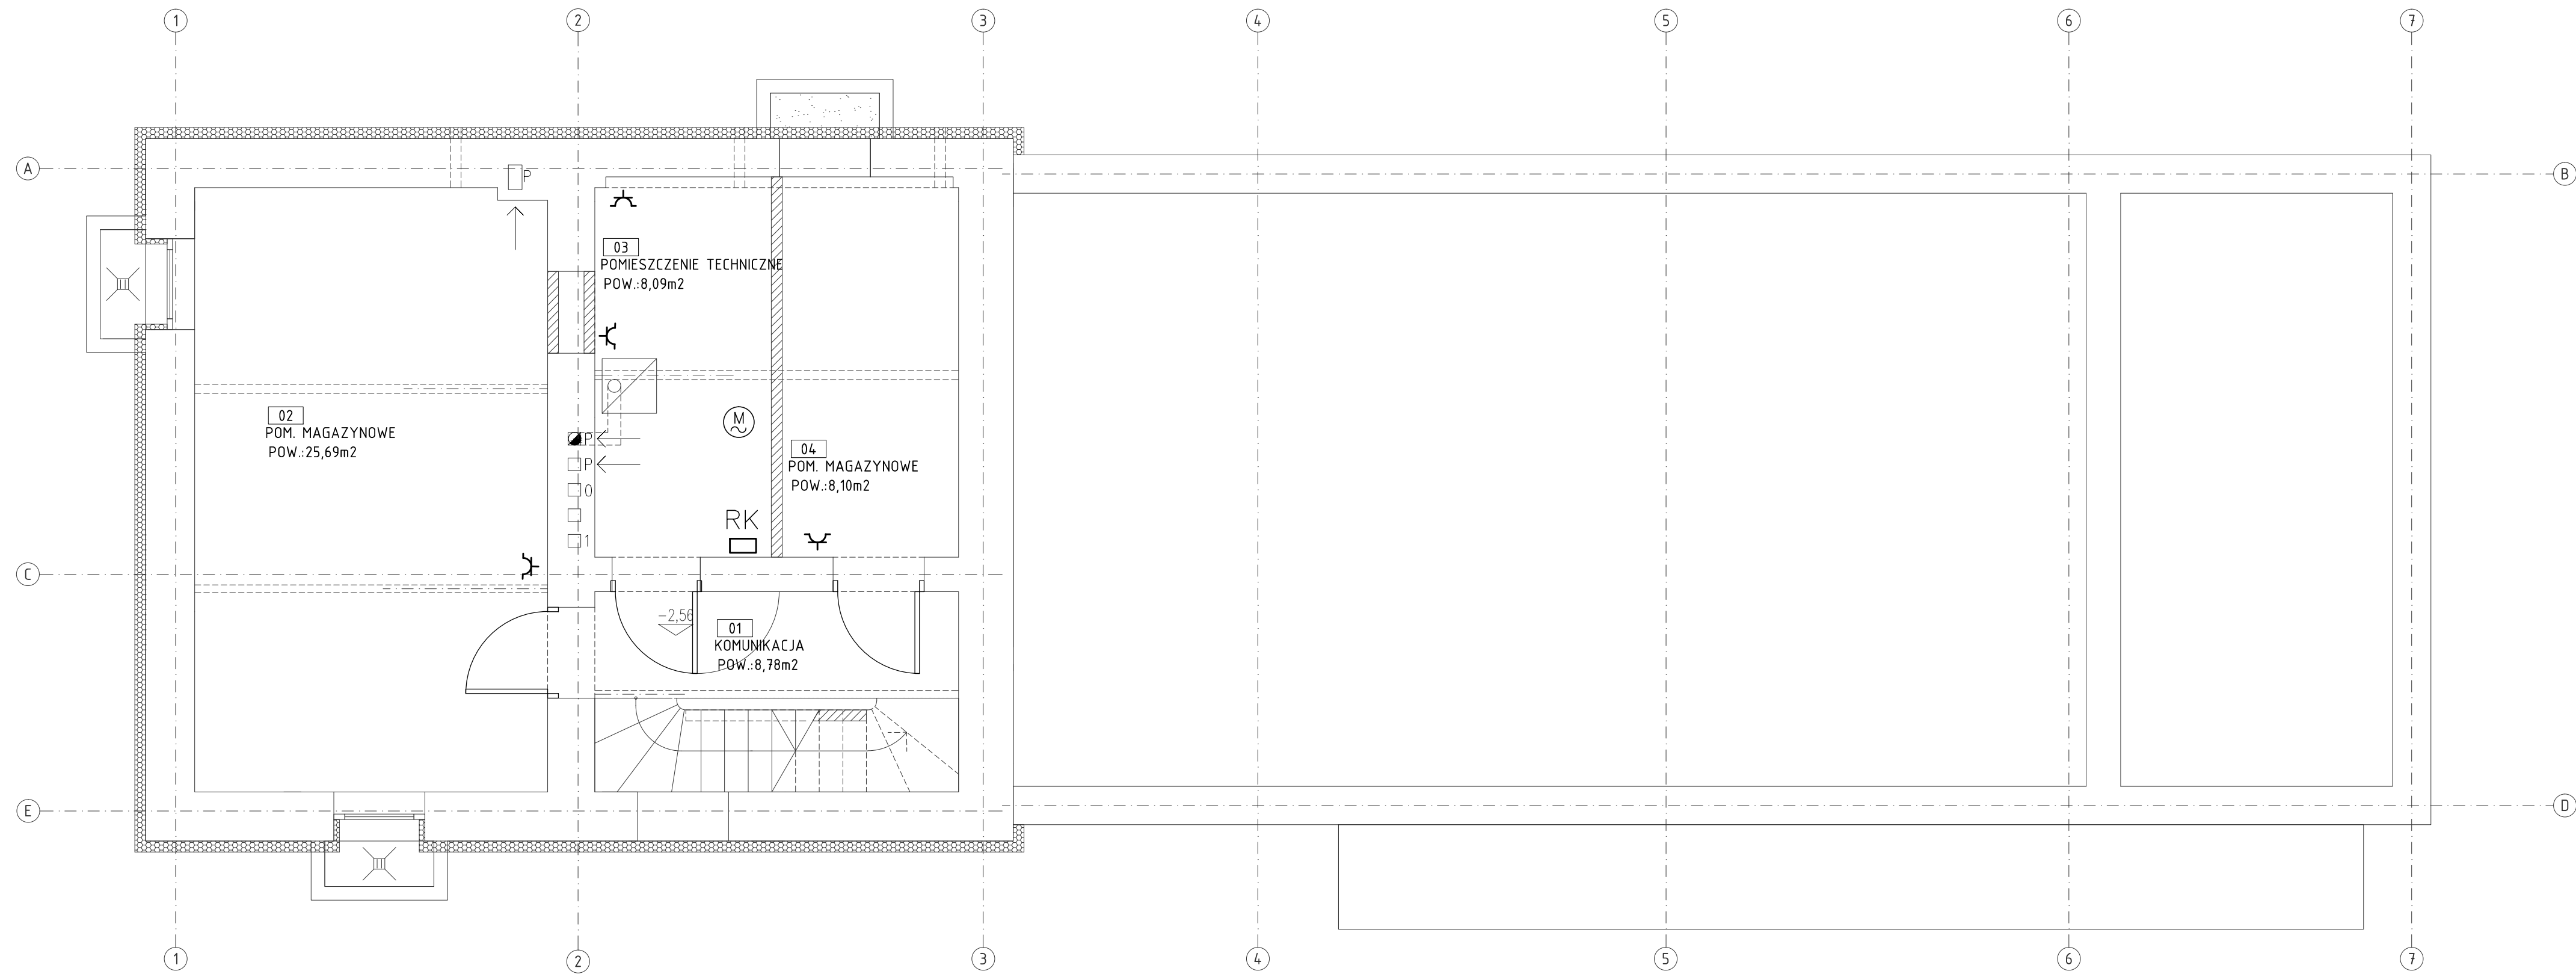 1 2 3 4 5 6 7
A
B
P
03
POMIESZCZENIE TECHNICZNE
POW.:8,09m2
02
POM. MAGAZYNOWE
POW.:25,69m2
M
P
P
0
1
04
POM. MAGAZYNOWE
POW.:8,10m2
RK
C
-2,56
01
KOMUNIKACJA
POW.:8,78m2
E
D
1 2 3 4 5 6 7